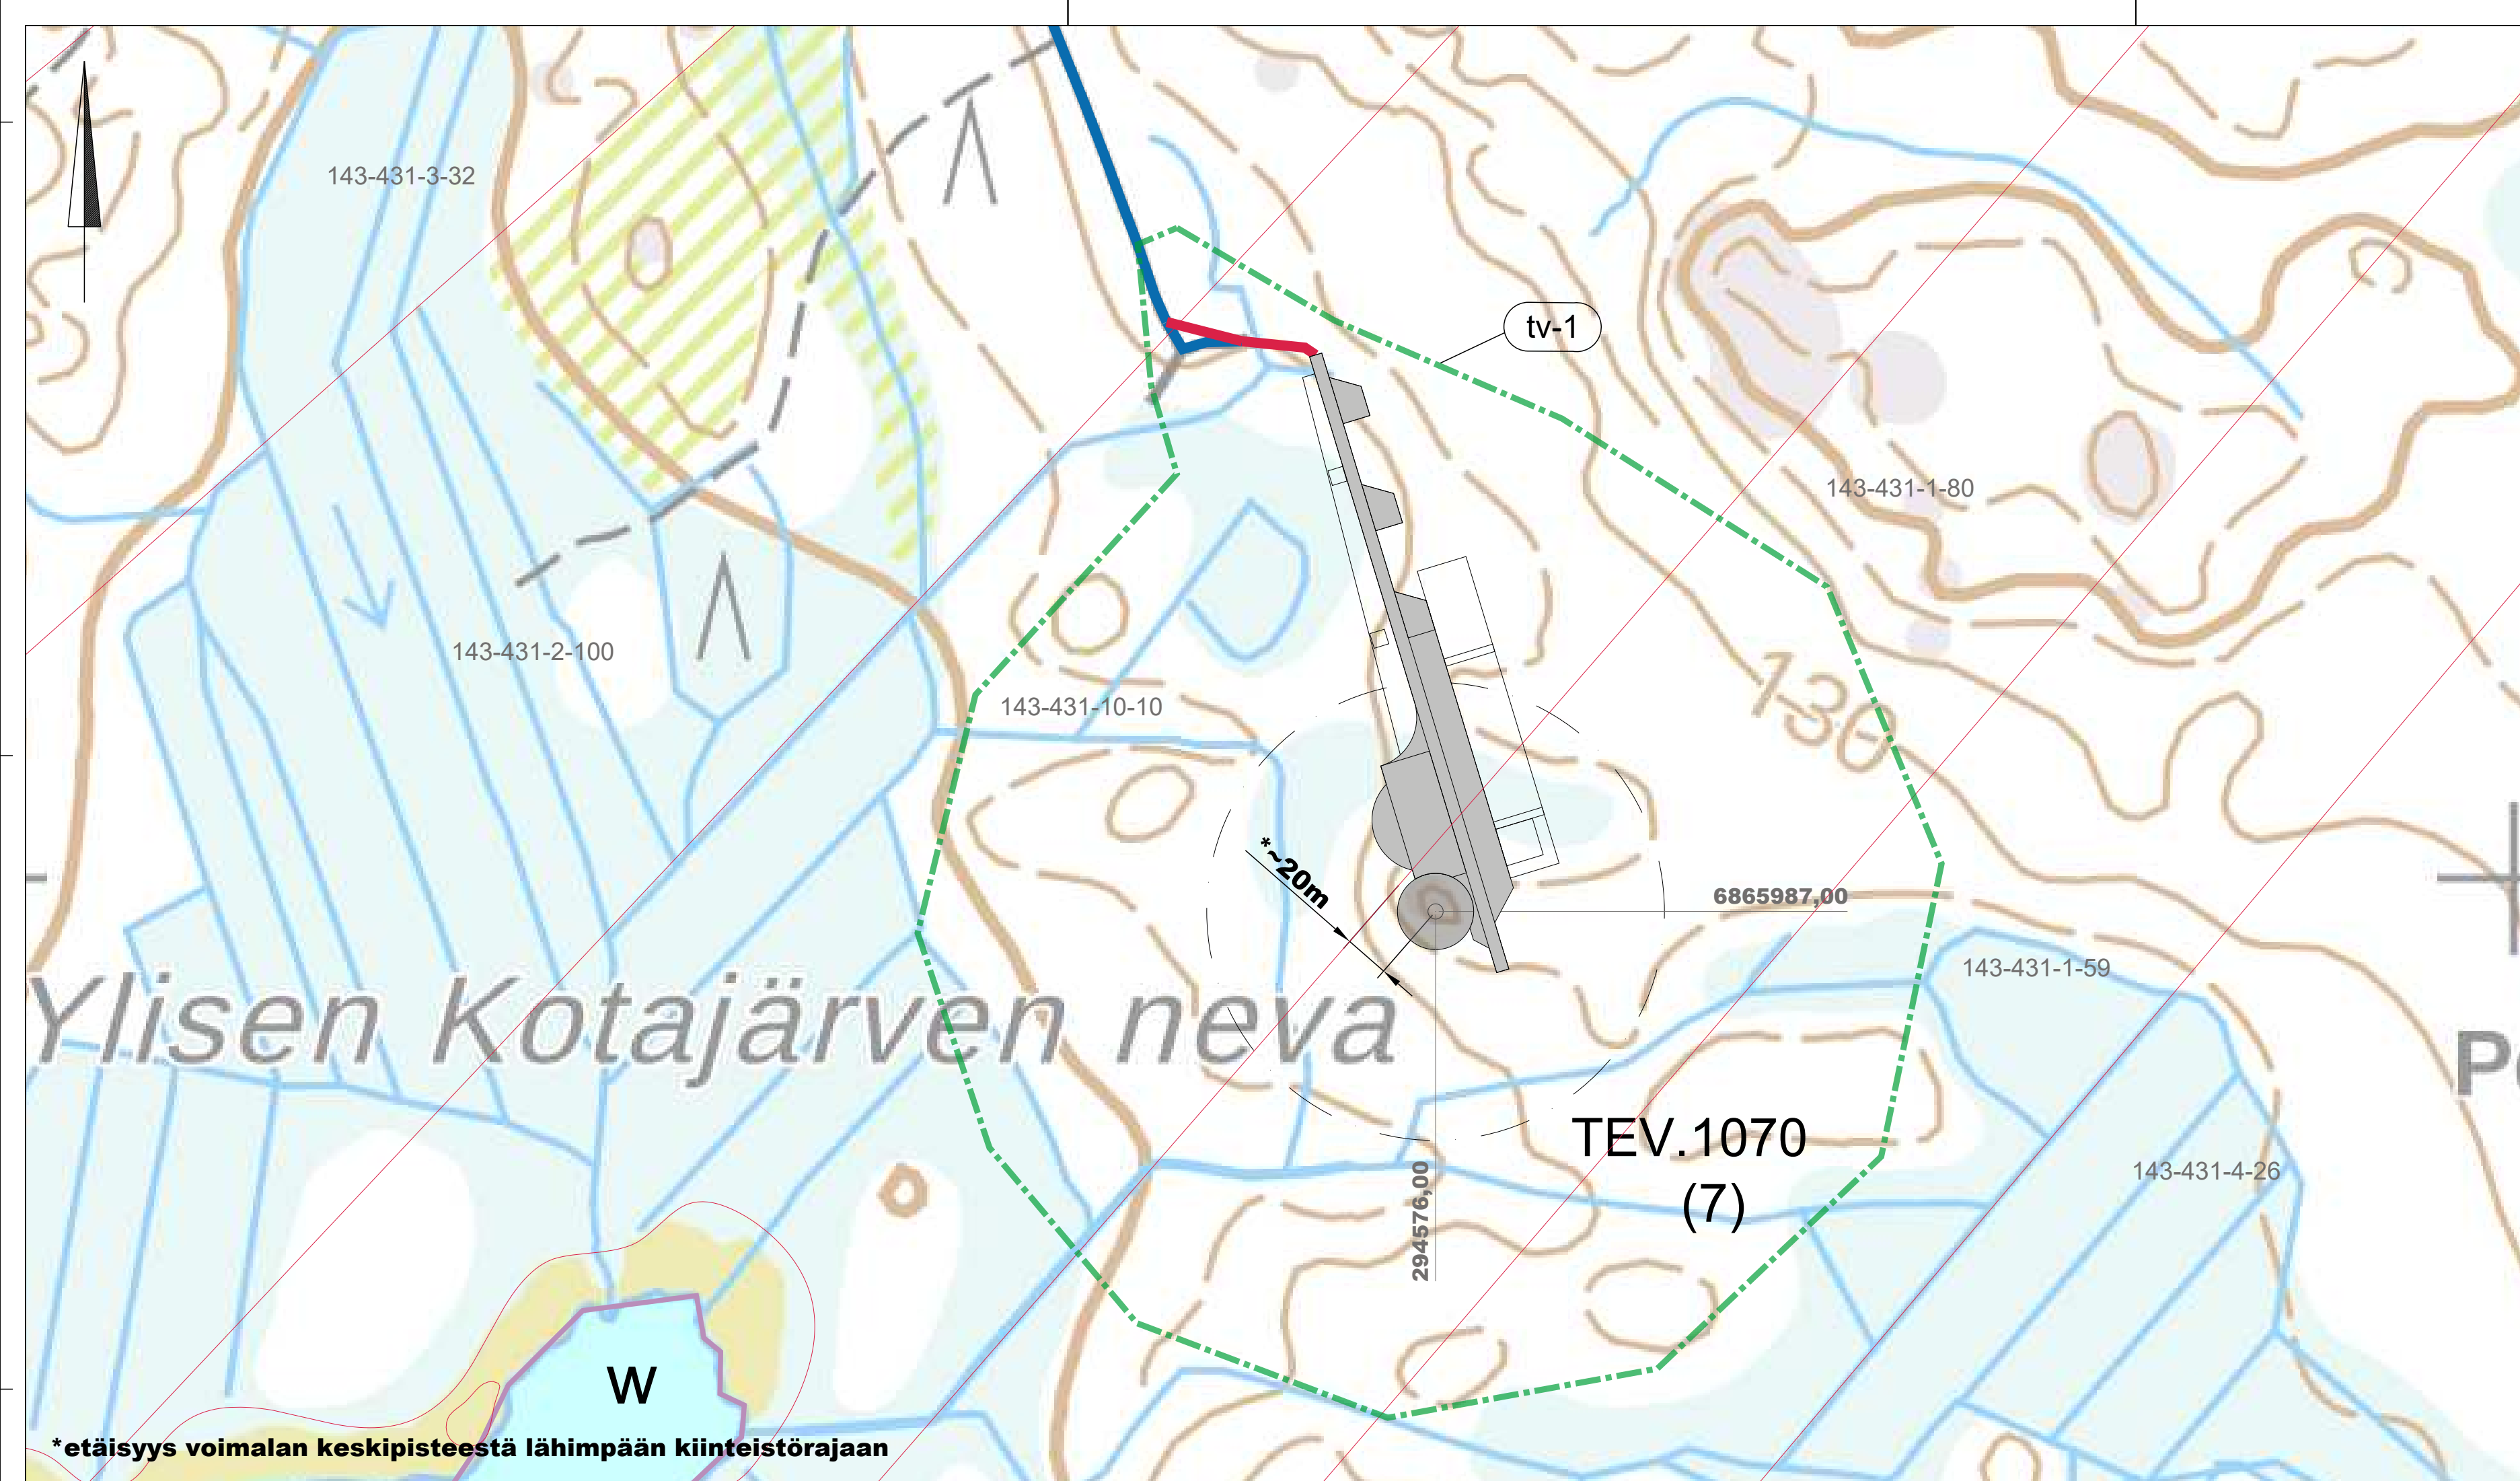 143-431-3-32
tv-1
143-431-1-80
143-431-2-100
143-431-10-10
130
*~20m
6865987,00
143-431-1-59
Ylisen Kotajärven neva
TEV.1070
(7)
143-431-4-26
294576,00
W
*etäisyys voimalan keskipisteestä lähimpään kiinteistörajaan